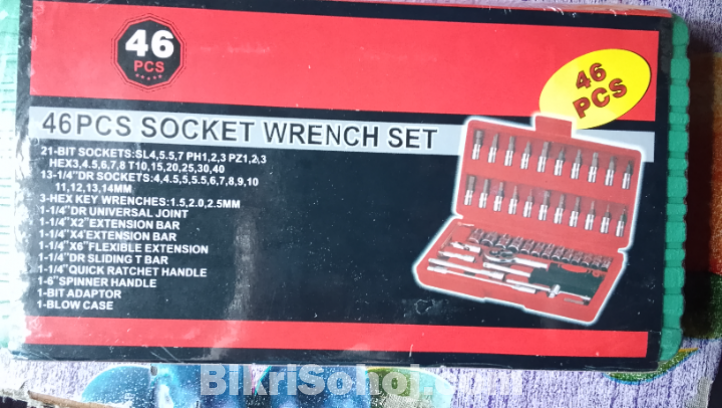 46
PCS
46
PCS
46PCS SOCKET WRENCH SET
21-BIT SOCKETS:SL4,5.5,7 PH1,2,3 PZ1,2,3
HEX3,4.5,6,7,8 T10,15,20,25,30,40
13-1/4"DR SOCKETS:4,4.5,5,5.5,6,7,8,9,10
11,12,13,14MM
3-HEX KEY WRENCHES:1.5,2.0,2.5MM
1-1/4"DR UNIVERSAL JOINT
1-1/4"X2"EXTENSION BAR
1-1/4"X4"EXTENSION BAR
1-1/4"X6"FLEXIBLE EXTENSION
1-1/4"DR SLIDING T BAR
1-1/4"QUICK RATCHET HANDLE
1-6"SPINNER HANDLE
1-BIT ADAPTOR
1-BLOW CASE
BikriSohoj.com